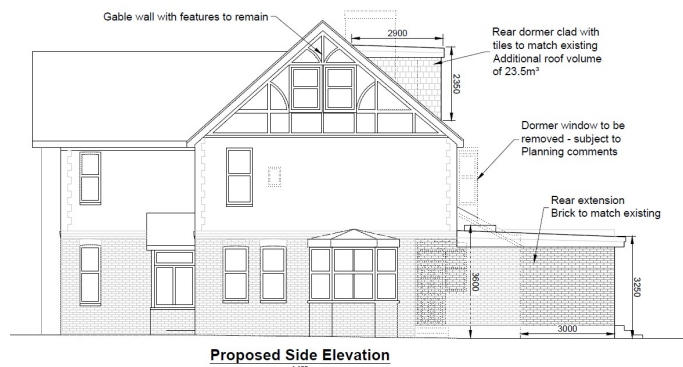 Gable wall with features to remain
2900
Rear dormer clad with
tiles to match existing
Additional roof volume
of 23.5m³
2350
Dormer window to be
removed - subject to
Planning comments
Rear extension
Brick to match existing
3600
3250
3000
Proposed Side Elevation